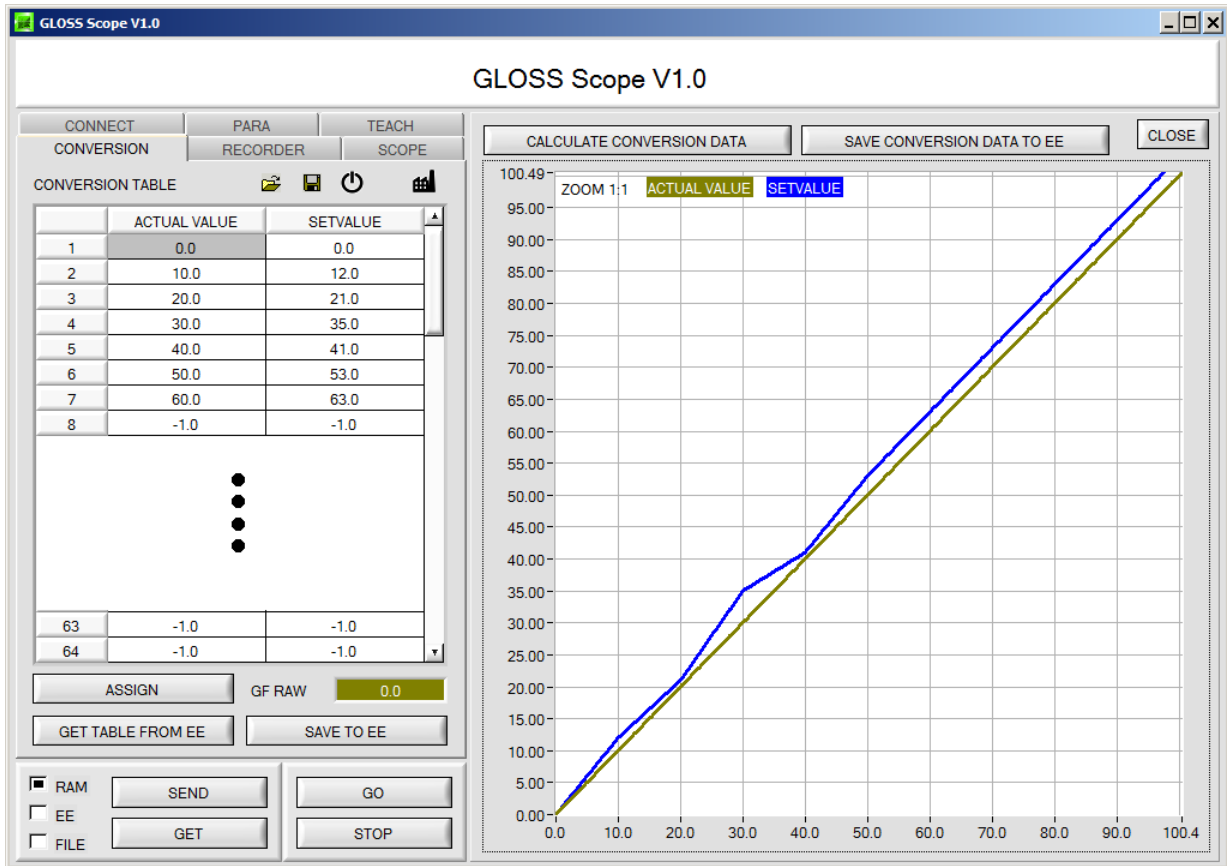 GLOSS Scope V1.0
GLOSS Scope V1.0
CONNECT PARA TEACH
CONVERSION RECORDER SCOPE
CONVERSION TABLE
ACTUAL VALUE SETVALUE
1 0.0 0.0
2 10.0 12.0
3 20.0 21.0
4 30.0 35.0
5 40.0 41.0
6 50.0 53.0
7 60.0 63.0
8 -1.0 -1.0
63 -1.0 -1.0
64 -1.0 -1.0
ASSIGN GF RAW 0.0
GET TABLE FROM EE SAVE TO EE
RAM
EE
FILE
SEND
GET
GO
STOP
CALCULATE CONVERSION DATA SAVE CONVERSION DATA TO EE CLOSE
ZOOM 1:1 ACTUAL VALUE SETVALUE
100.49
95.00
90.00
85.00
80.00
75.00
70.00
65.00
60.00
55.00
50.00
45.00
40.00
35.00
30.00
25.00
20.00
15.00
10.00
5.00
0.00
0.0 10.0 20.0 30.0 40.0 50.0 60.0 70.0 80.0 90.0 100.4